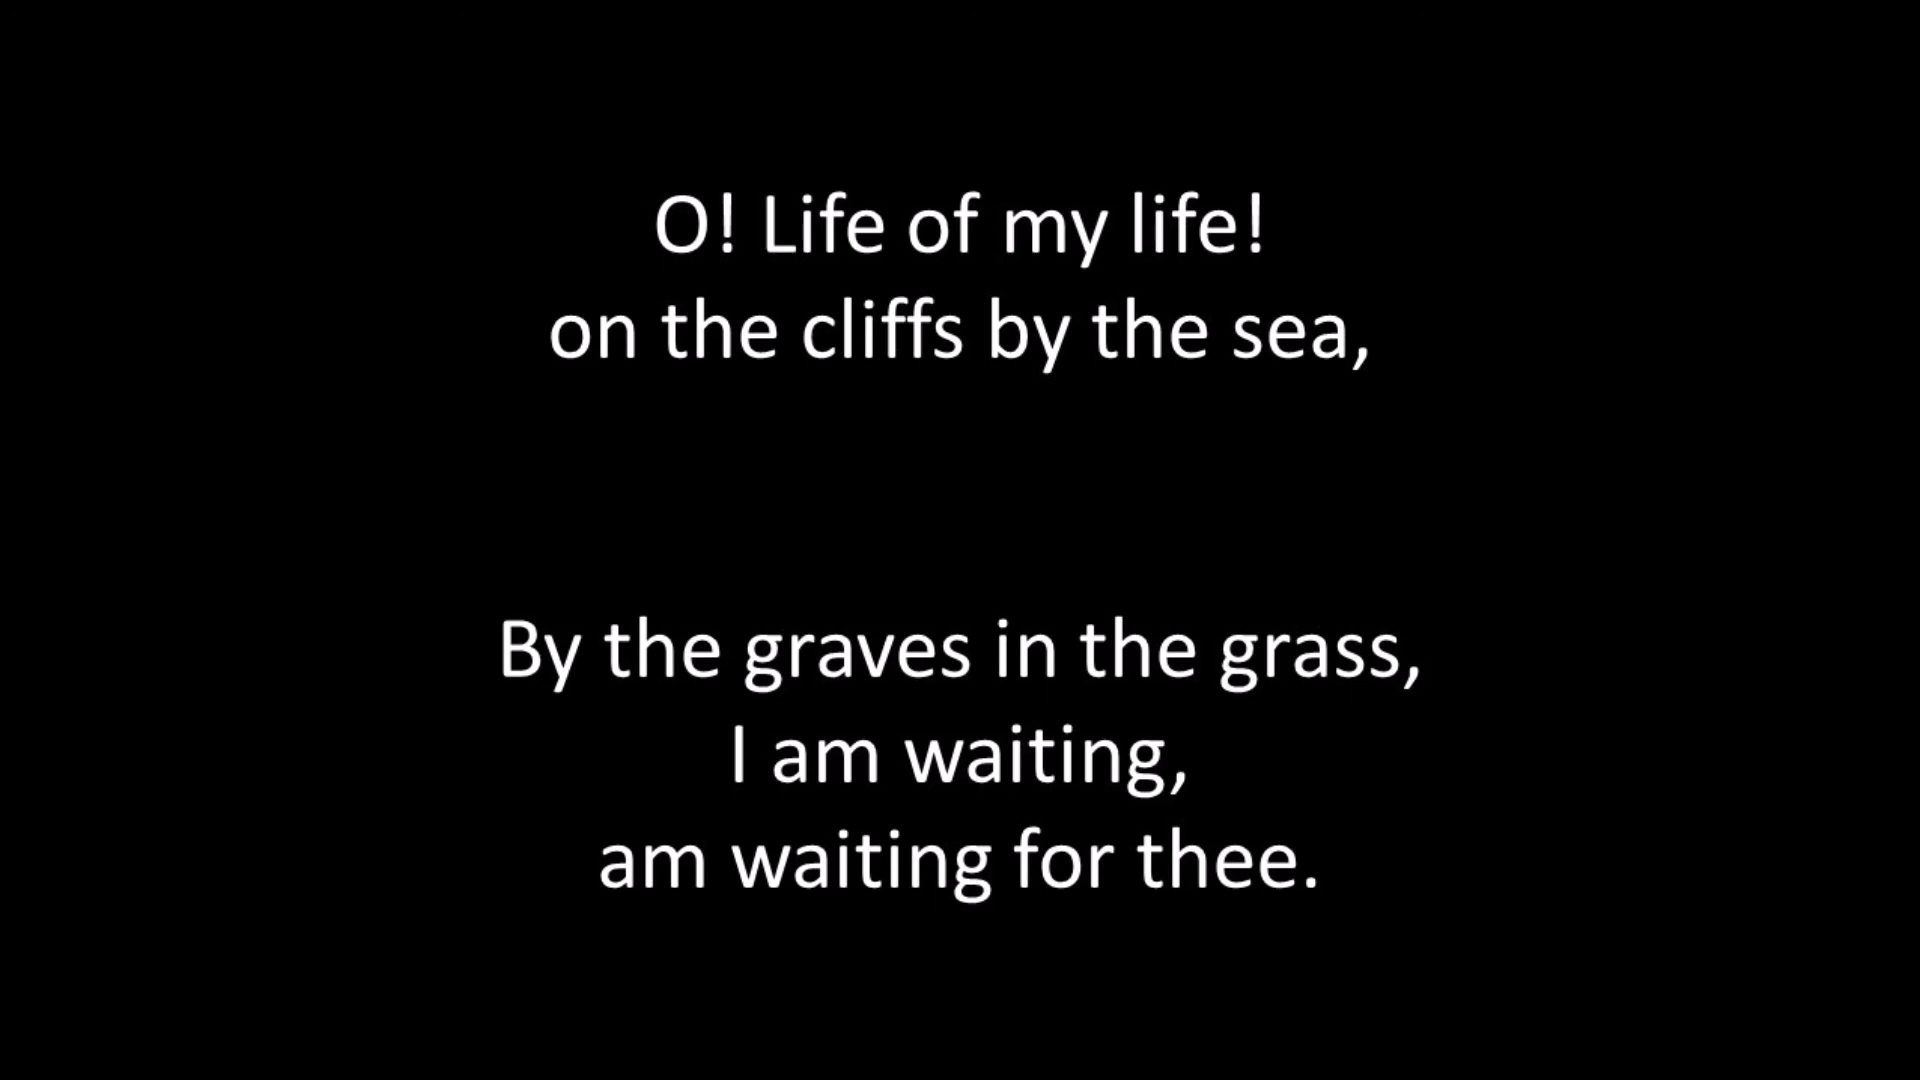 O! Life of my life!
on the cliffs by the sea,
By the graves in the grass,
I am waiting,
am waiting for thee.